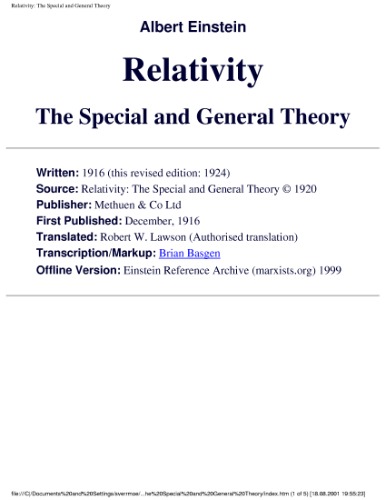 Relativity: The Special and General Theory
Albert Einstein
Relativity
The Special and General Theory
Written: 1916 (this revised edition: 1924)
Source: Relativity: The Special and General Theory © 1920
Publisher: Methuen & Co Ltd
First Published: December, 1916
Translated: Robert W. Lawson (Authorised translation)
Transcription/Markup: Brian Basgen
Offline Version: Einstein Reference Archive (marxists.org) 1999
file:///C|/Documents%20and%20Settings/svermoe/...he%20Special%20and%20General%20Theory/index.htm (1 of 5) [18.08.2001 19:55:23]